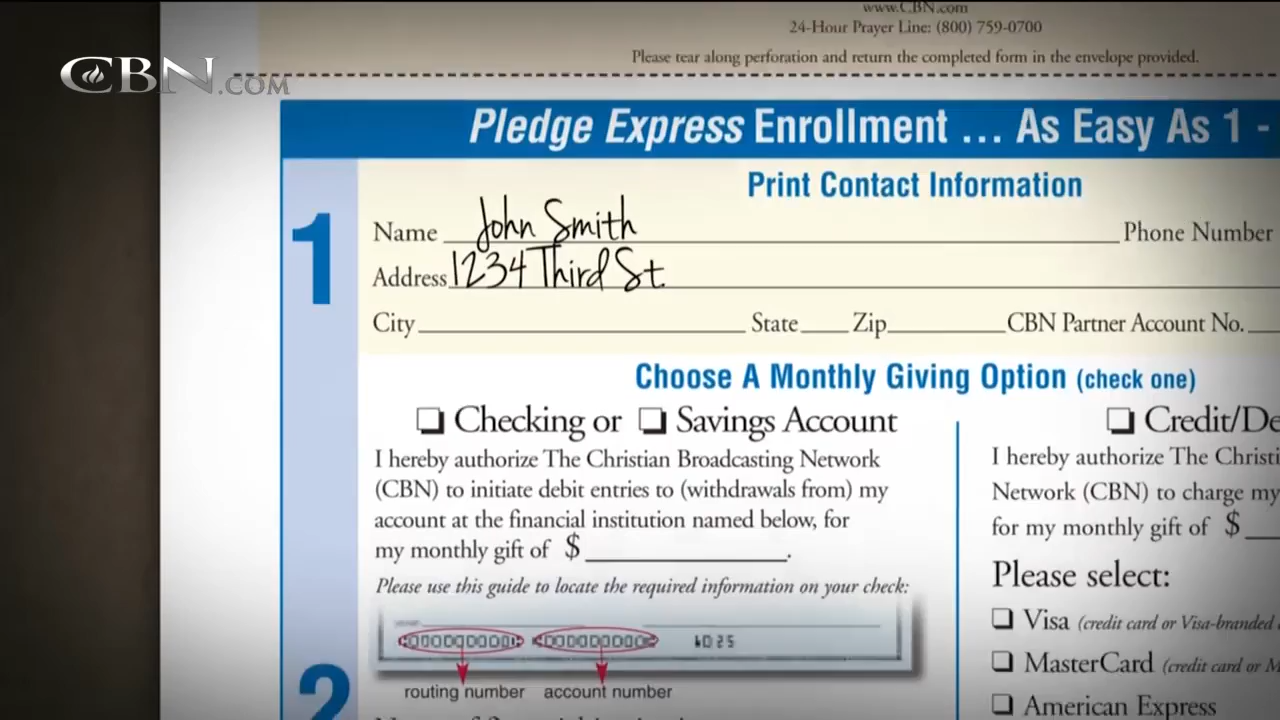 www.CBN.com
24-Hour Prayer Line: (800) 759-0700
Please tear along perforation and return the completed form in the envelope provided.
CBN.COM
Pledge Express Enrollment ... As Easy As 1 -
1
Print Contact Information
Name John Smith Phone Number
Address 1234 Third St.
City State Zip CBN Partner Account No.
Choose A Monthly Giving Option (check one)
Checking or Savings Account
I hereby authorize The Christian Broadcasting Network
(CBN) to initiate debit entries to (withdrawals from) my
account at the financial institution named below, for
my monthly gift of $ .
Please use this guide to locate the required information on your check:
1025
routing number account number
2
Credit/De
I hereby authorize The Christi
Network (CBN) to charge my
for my monthly gift of $
Please select:
Visa (credit card or Visa-branded
MasterCard (credit card or M
American Express